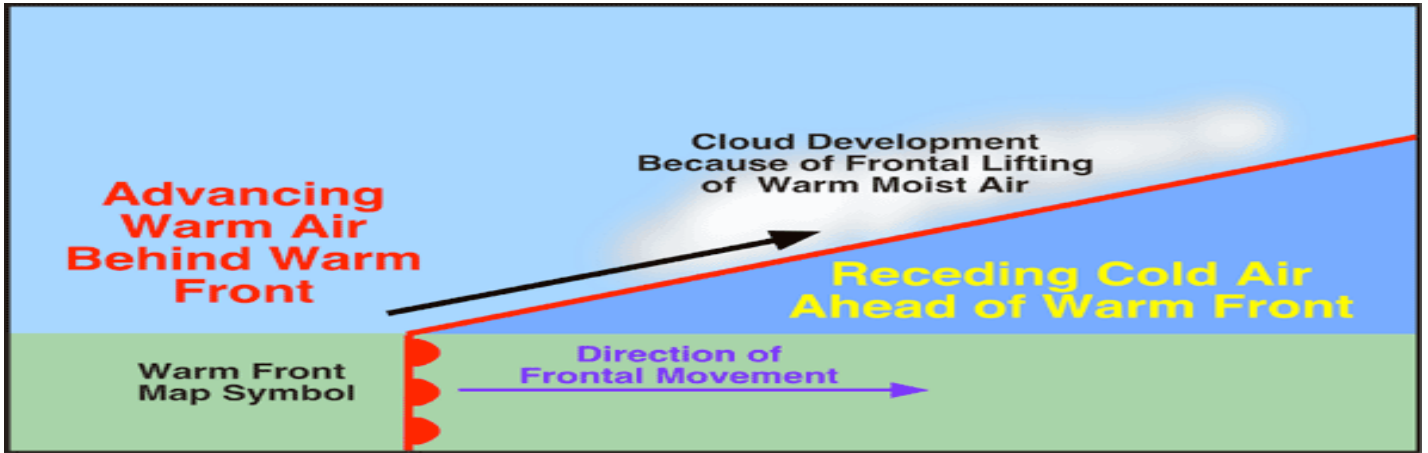 Cloud Development
Because of Frontal Lifting
of Warm Moist Air
Advancing
Warm Air
Behind Warm
Front
Receding Cold Air
Ahead of Warm Front
Warm Front
Map Symbol
Direction of
Frontal Movement